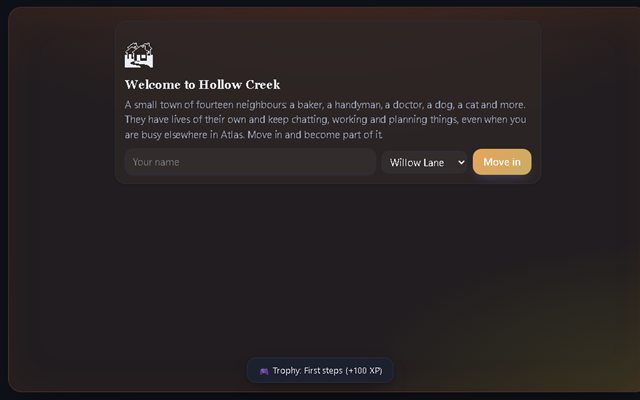 Welcome to Hollow Creek
A small town of fourteen neighbours: a baker, a handyman, a doctor, a dog, a cat and more.
They have lives of their own and keep chatting, working and planning things, even when you
are busy elsewhere in Atlas. Move in and become part of it.
Your name
Willow Lane
Move in
Trophy: First steps (+100 XP)